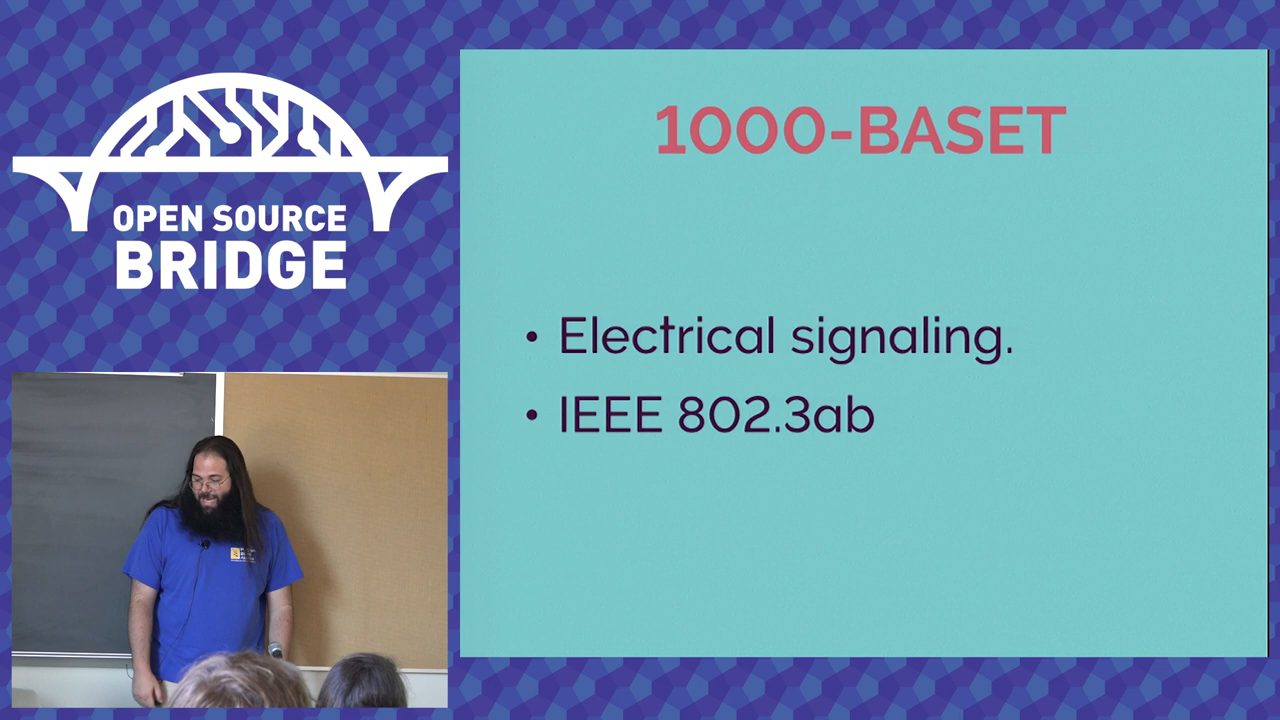 OPEN SOURCE
BRIDGE
1000-BASET
• Electrical signaling.
• IEEE 802.3ab